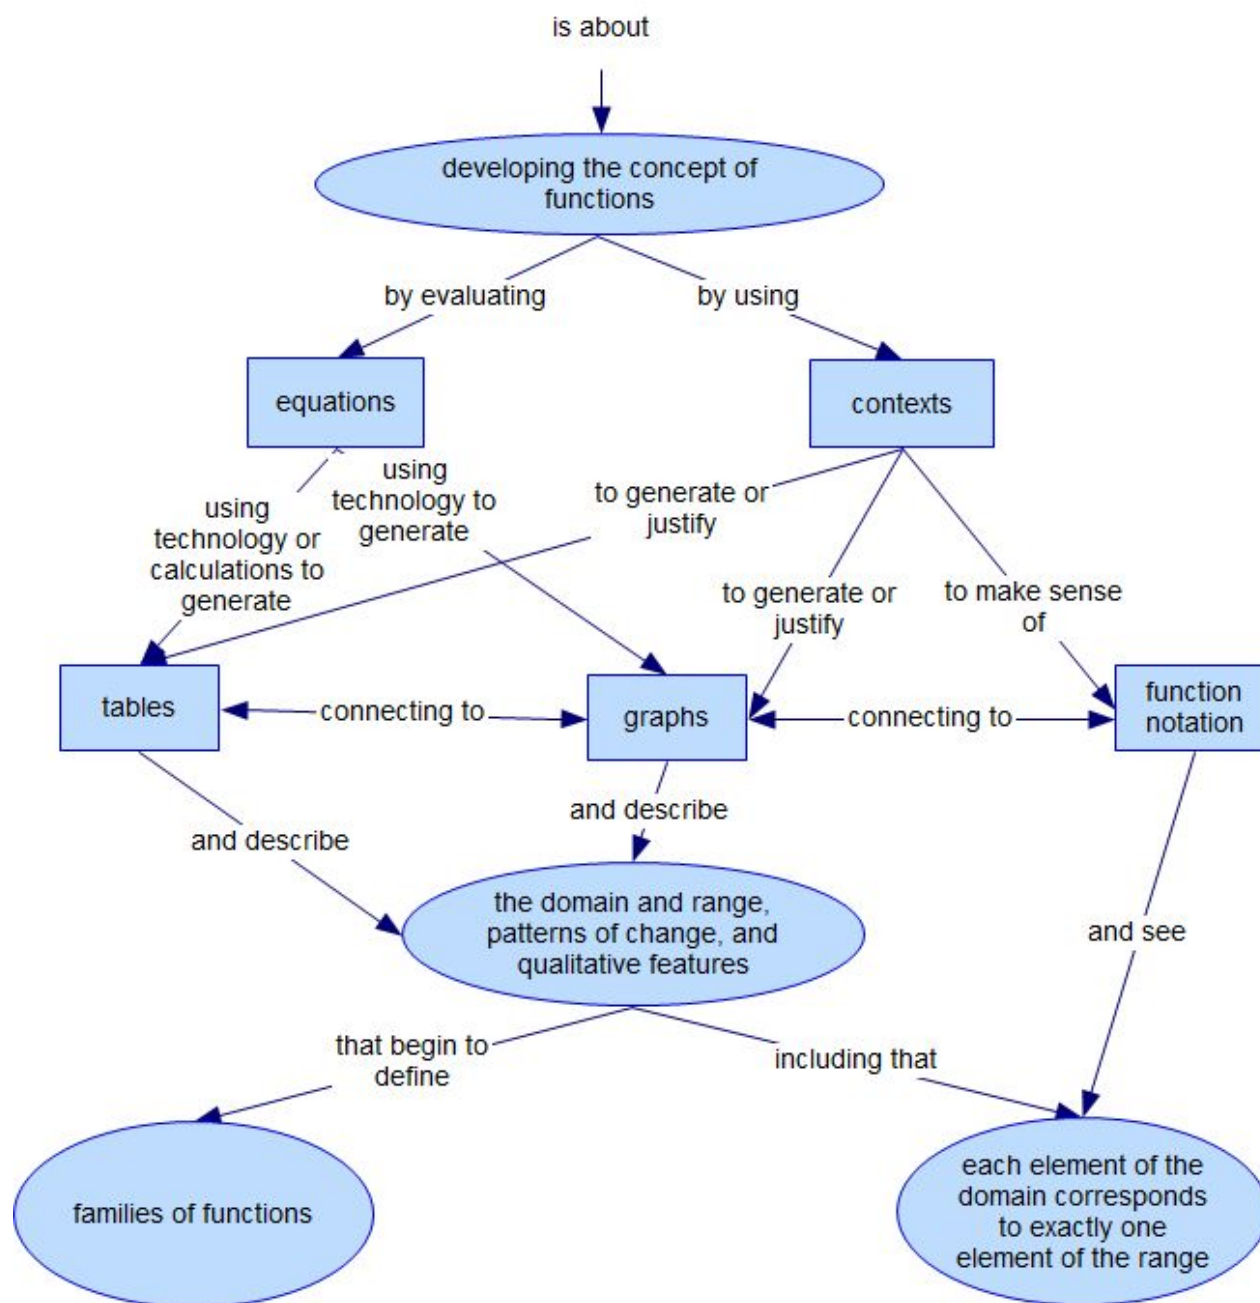 is about
developing the concept of
functions
by evaluating
by using
equations
contexts
using
technology to
generate
using
technology or
calculations to
generate
to generate or
justify
to generate or
justify
to make sense
of
tables
connecting to
graphs
connecting to
function
notation
and describe
and describe
the domain and range,
patterns of change, and
qualitative features
and see
that begin to
define
including that
families of functions
each element of the
domain corresponds
to exactly one
element of the range